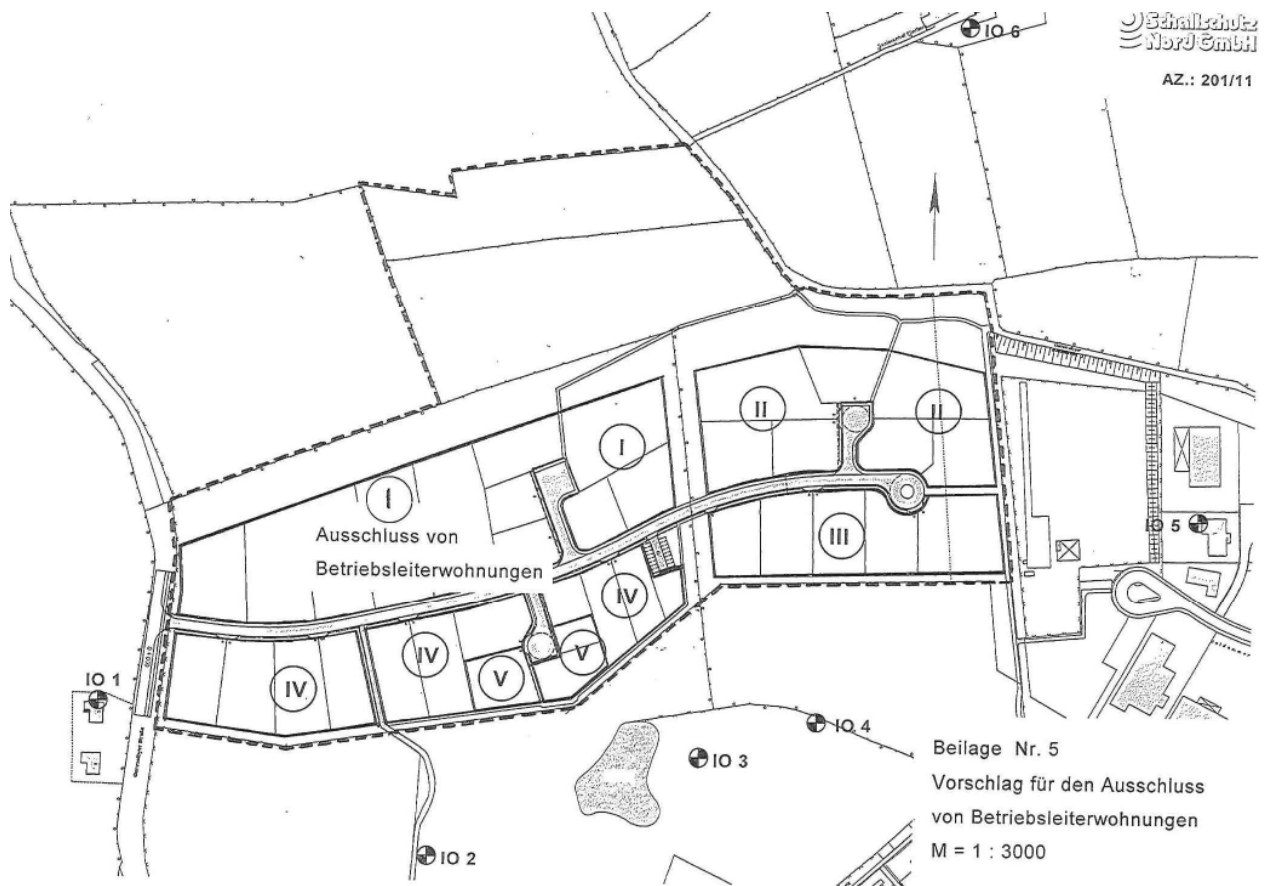 Schallschutz
Nord GmbH
AZ.: 201/11
IO 6
II
II
I
I
Ausschluss von
Betriebsleiterwohnungen
III
IO 5
IV
IV
V
IV
V
IO 1
IO 4
IO 3
IO 2
Beilage Nr. 5
Vorschlag für den Ausschluss
von Betriebsleiterwohnungen
M = 1 : 3000